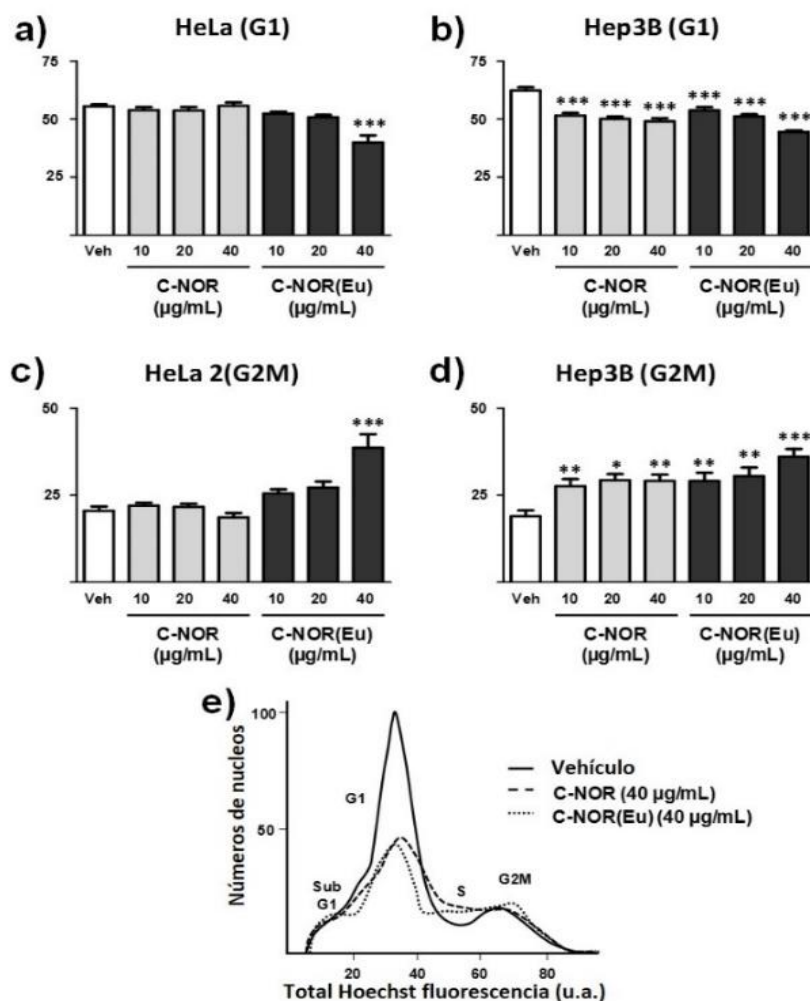 a)
HeLa (G1)
75
50
25
***
Veh 10 20 40 10 20 40
C-NOR C-NOR(Eu)
(µg/mL) (µg/mL)
b)
Hep3B (G1)
75
50
25
*** *** *** *** *** ***
Veh 10 20 40 10 20 40
C-NOR C-NOR(Eu)
(µg/mL) (µg/mL)
c)
HeLa 2(G2M)
50
25
***
Veh 10 20 40 10 20 40
C-NOR C-NOR(Eu)
(µg/mL) (µg/mL)
d)
Hep3B (G2M)
50
25
** * ** ** ** ***
Veh 10 20 40 10 20 40
C-NOR C-NOR(Eu)
(µg/mL) (µg/mL)
e)
Números de nucleos
100
50
G1
Sub
G1
S
G2M
20 40 60 80
Total Hoechst fluorescencia (u.a.)
Vehículo
C-NOR (40 µg/mL)
C-NOR(Eu) (40 µg/mL)